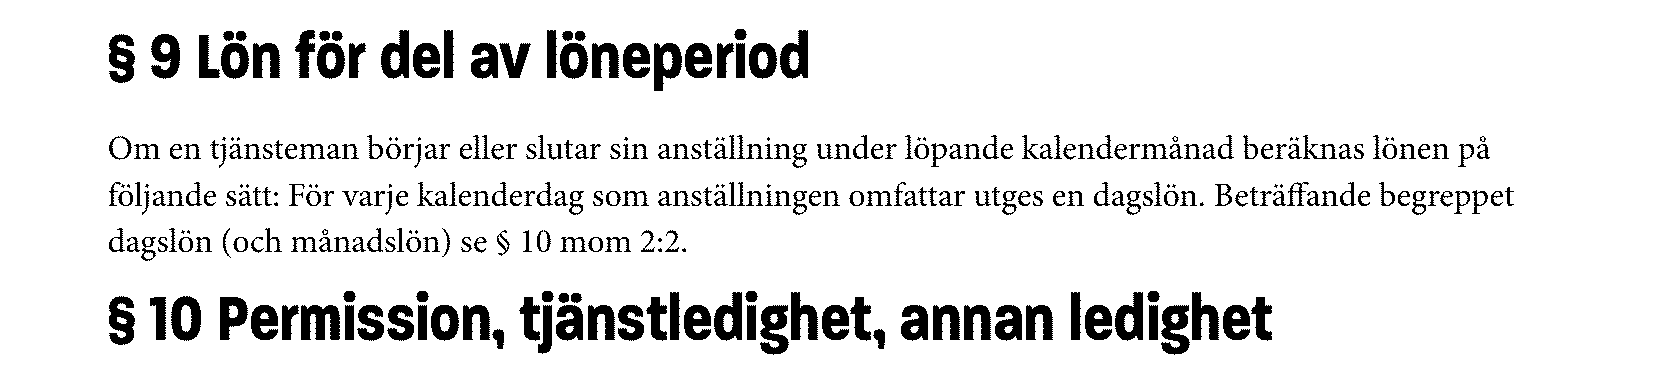 § 9 Lön för del av löneperiod
Om en tjänsteman börjar eller slutar sin anställning under löpande kalendermånad beräknas lönen på
följande sätt: För varje kalenderdag som anställningen omfattar utges en dagslön. Beträffande begreppet
dagslön (och månadslön) se § 10 mom 2:2.
§ 10 Permission, tjänstledighet, annan ledighet